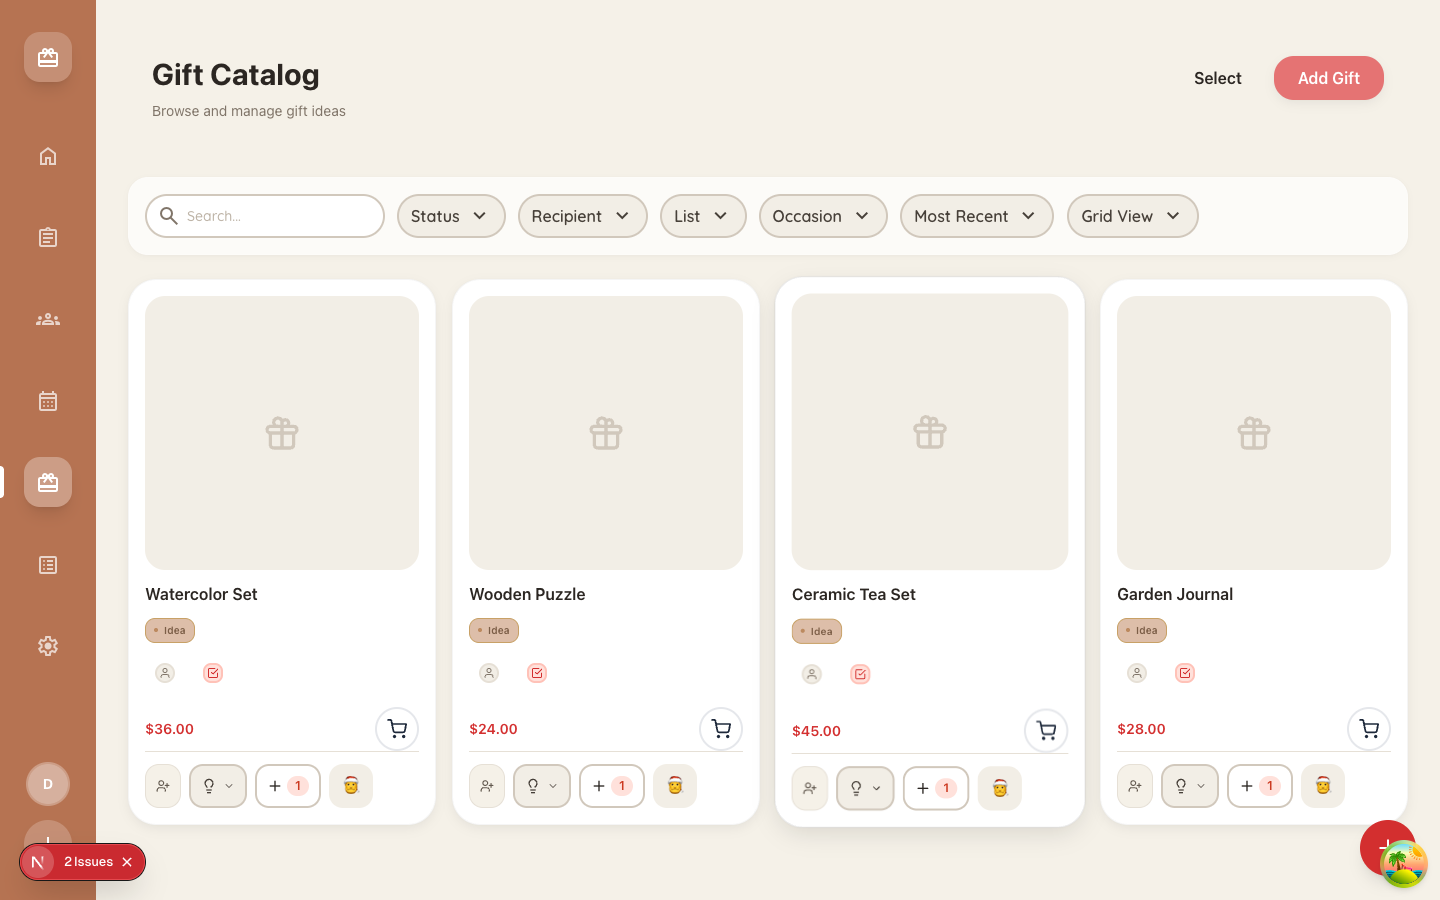 Gift Catalog
Browse and manage gift ideas
Select
Add Gift
Search...
Status
Recipient
List
Occasion
Most Recent
Grid View
Watercolor Set
Idea
$36.00
1
Wooden Puzzle
Idea
$24.00
1
Ceramic Tea Set
Idea
$45.00
1
Garden Journal
Idea
$28.00
1
D
N 2 Issues